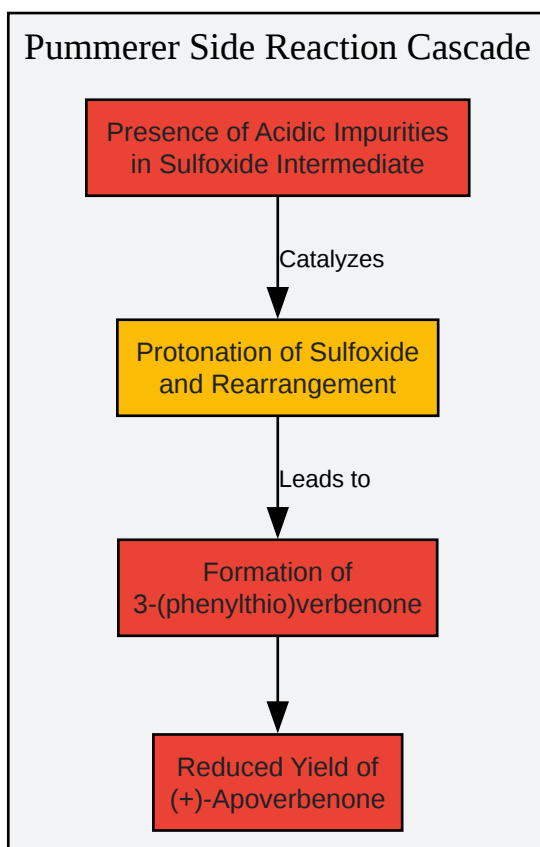 Pummerer Side Reaction Cascade
Presence of Acidic Impurities
in Sulfoxide Intermediate
Catalyzes
Protonation of Sulfoxide
and Rearrangement
Leads to
Formation of
3-(phenylthio)verbenone
Reduced Yield of
(+)-Apoverbenone